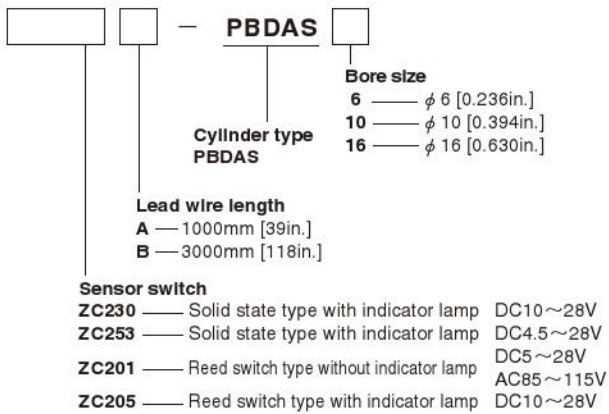 – PBDAS
Bore size
6 —— φ 6 [0.236in.]
10 —— φ 10 [0.394in.]
16 —— φ 16 [0.630in.]
Cylinder type
PBDAS
Lead wire length
A — 1000mm [39in.]
B — 3000mm [118in.]
Sensor switch
ZC230 —— Solid state type with indicator lamp DC10～28V
ZC253 —— Solid state type with indicator lamp DC4.5～28V
ZC201 —— Reed switch type without indicator lamp DC5～28V
AC85～115V
ZC205 —— Reed switch type with indicator lamp DC10～28V